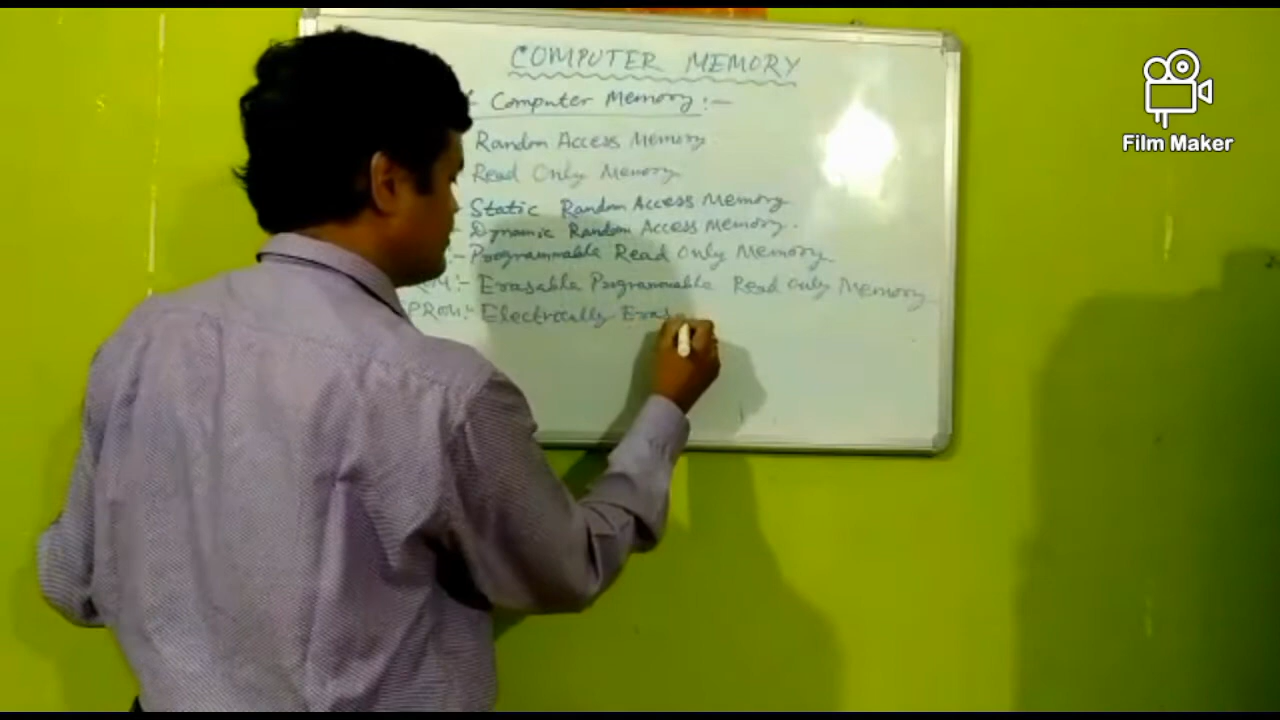 COMPUTER MEMORY
Computer Memory :-
Random Access Memory.
Read Only Memory
Static Random Access Memory
- Dynamic Random Access Memory.
:- Programmable Read Only Memory
ROM :- Erasable Programmable Read Only Memory
PROM :- Electrically Eras
Film Maker